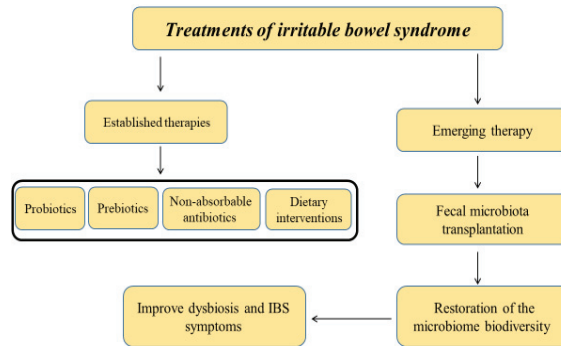 Treatments of irritable bowel syndrome
Established therapies
Emerging therapy
Probiotics
Prebiotics
Non-absorbable
antibiotics
Dietary
interventions
Fecal microbiota
transplantation
Improve dysbiosis and IBS
symptoms
Restoration of the
microbiome biodiversity